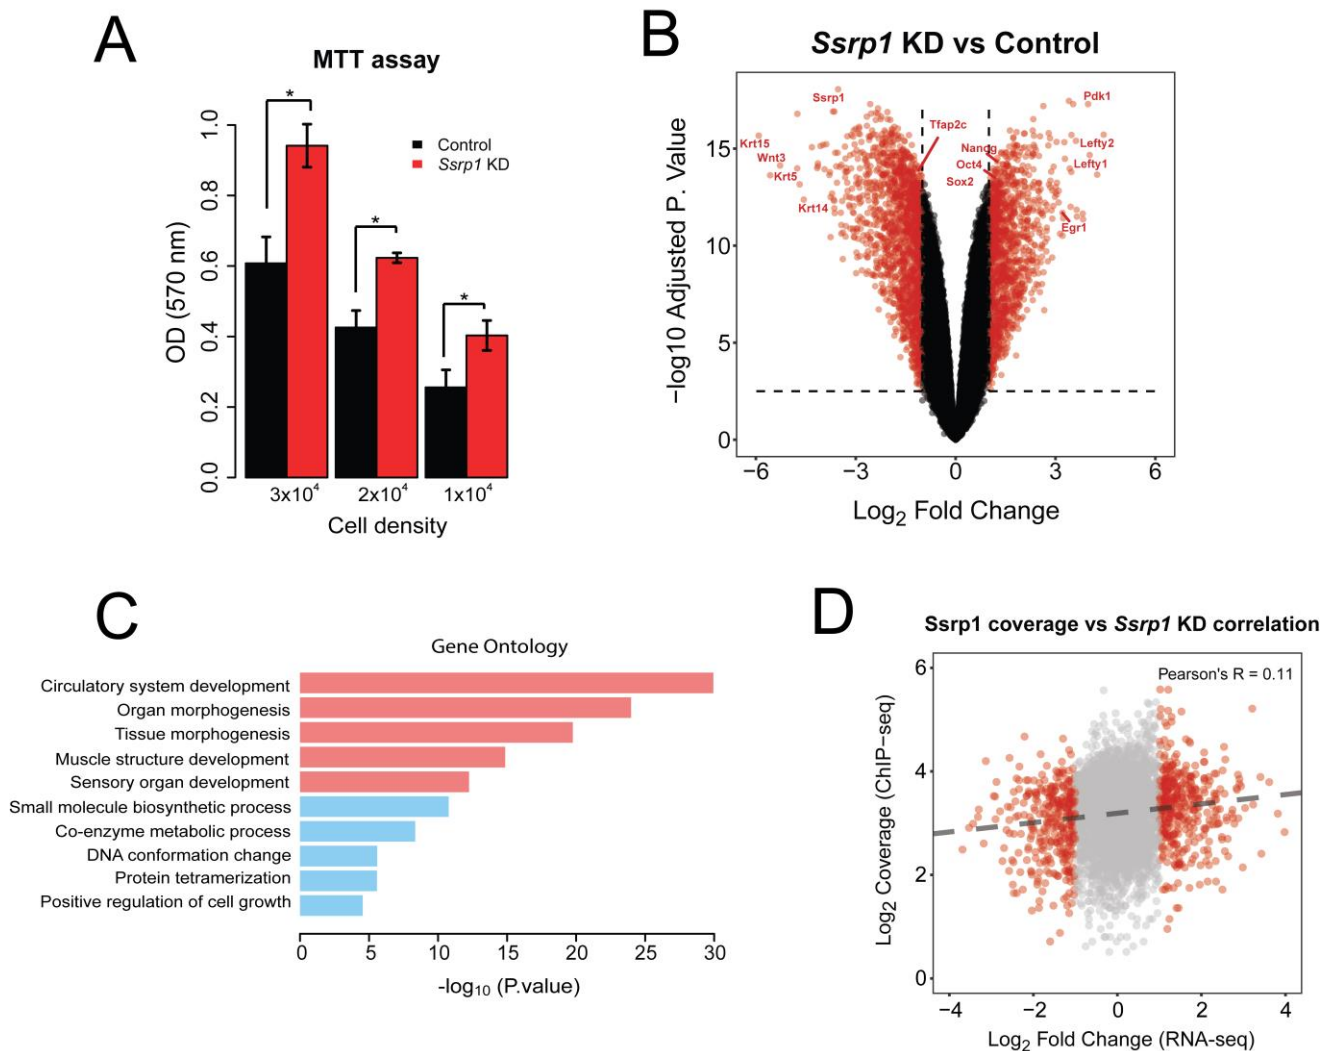 A
MTT assay
*
*
*
Control
Ssrp1 KD
OD (570 nm)
1.0
0.8
0.6
0.4
0.2
0.0
3x10⁴
2x10⁴
1x10⁴
Cell density
B
Ssrp1 KD vs Control
−log10 Adjusted P. Value
15
10
5
0
Ssrp1
Pdk1
Tfap2c
Krt15
Nanog
Lefty2
Wnt3
Oct4
Lefty1
Krt5
Sox2
Krt14
Egr1
−6
−3
0
3
6
Log₂ Fold Change
C
Gene Ontology
Circulatory system development
Organ morphogenesis
Tissue morphogenesis
Muscle structure development
Sensory organ development
Small molecule biosynthetic process
Co-enzyme metabolic process
DNA conformation change
Protein tetramerization
Positive regulation of cell growth
0
5
10
15
20
25
30
-log₁₀ (P.value)
D
Ssrp1 coverage vs Ssrp1 KD correlation
Pearson's R = 0.11
Log₂ Coverage (ChIP−seq)
6
4
2
0
−4
−2
0
2
4
Log₂ Fold Change (RNA−seq)